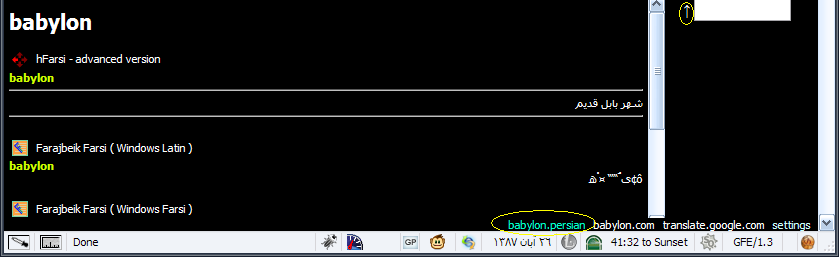 babylon
hFarsi - advanced version
babylon
شهر بابل قدیم
Farajbeik Farsi ( Windows Latin )
babylon
Farajbeik Farsi ( Windows Farsi )
babylon.persian babylon.com translate.google.com settings
Done GP ۲۶ آبان ۱۳۸۷ 41:32 to Sunset GFE/1.3